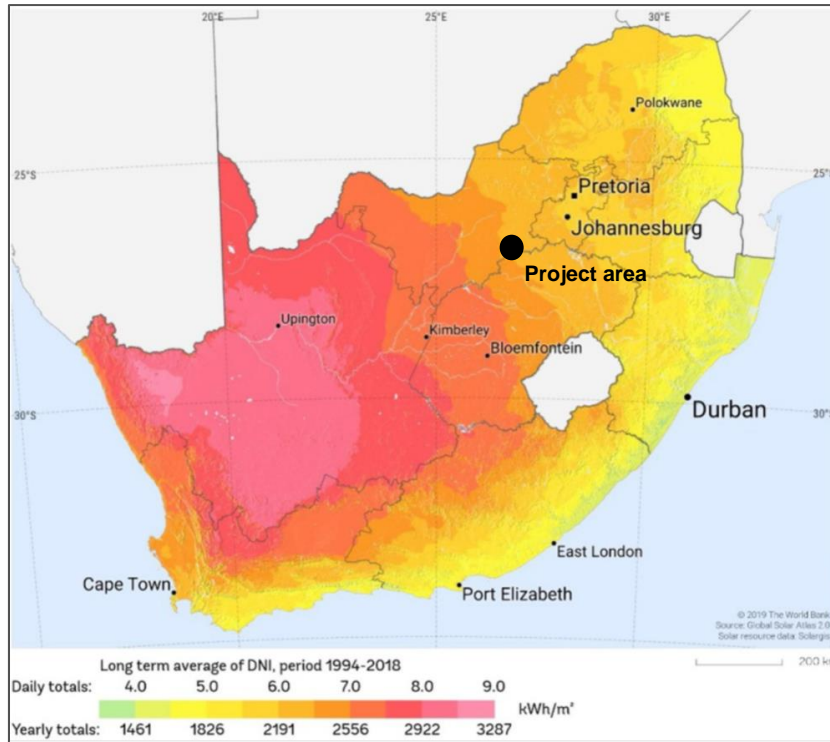 20°E 25°E 30°E
Polokwane
25°S 25°S
Pretoria
Johannesburg
Project area
Upington
Kimberley
Bloemfontein
30°S 30°S
Durban
East London
Cape Town
Port Elizabeth
© 2019 The World Bank
Source: Global Solar Atlas 2.0
Solar resource data: Solargis
Long term average of DNI, period 1994-2018
200 km
Daily totals: 4.0 5.0 6.0 7.0 8.0 9.0
kWh/m²
Yearly totals: 1461 1826 2191 2556 2922 3287